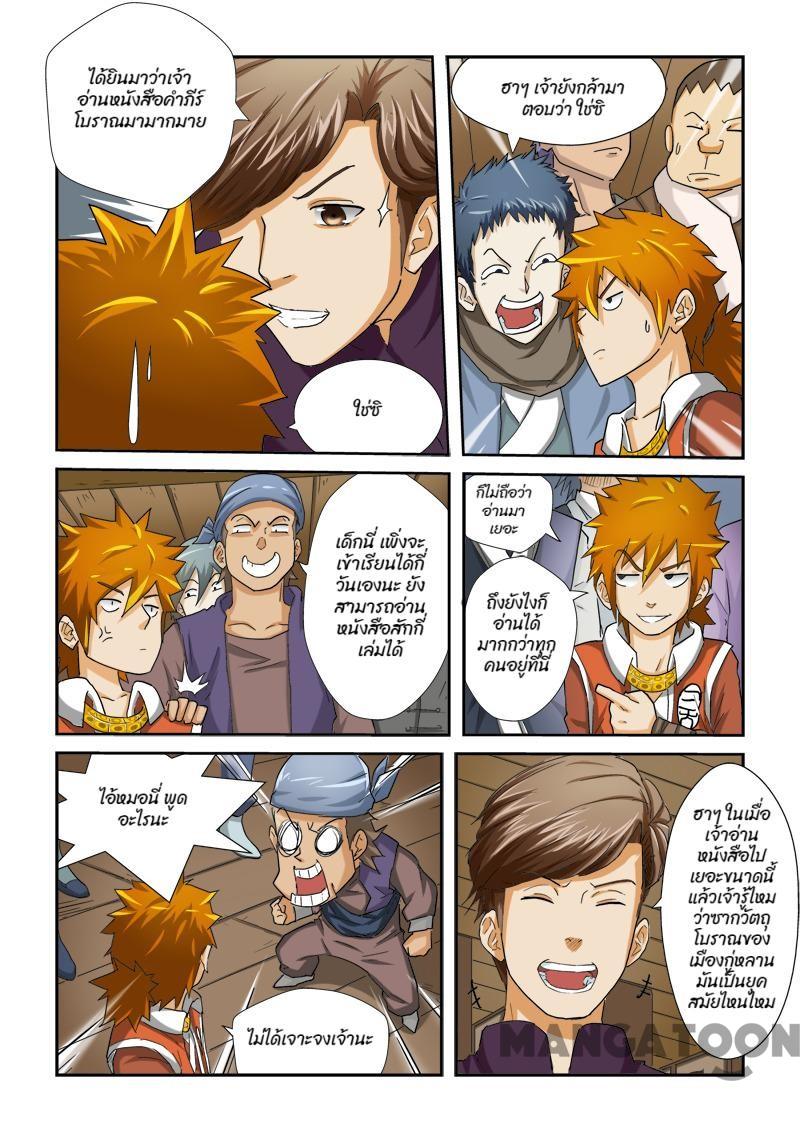 ได้ยินมาว่าเจ้า
อ่านหนังสือคำภีร์
โบราณมามากมาย
ใช่ซิ
ฮาๆ เจ้ายังกล้ามา
ตอบว่า ใช่ซิ
เด็กนี่ เพิ่งจะ
เข้าเรียนได้กี่
วันเองนะ ยัง
สามารถอ่าน
หนังสือสักกี่
เล่มได้
ก็ไม่ถือว่า
อ่านมา
เยอะ
ถึงยังไงก็
อ่านได้
มากกว่าทุก
คนอยู่ที่นี่
ไอ้หมอนี่ พูด
อะไรนะ
ไม่ได้เจาะจงเจ้านะ
ฮาๆ ในเมื่อ
เจ้าอ่าน
หนังสือไป
เยอะขนาดนี้
แล้วเจ้ารู้ไหม
ว่าซากวัตถุ
โบราณของ
เมืองกู่หลาน
มันเป็นยุค
สมัยไหนไหม
MANGATOON